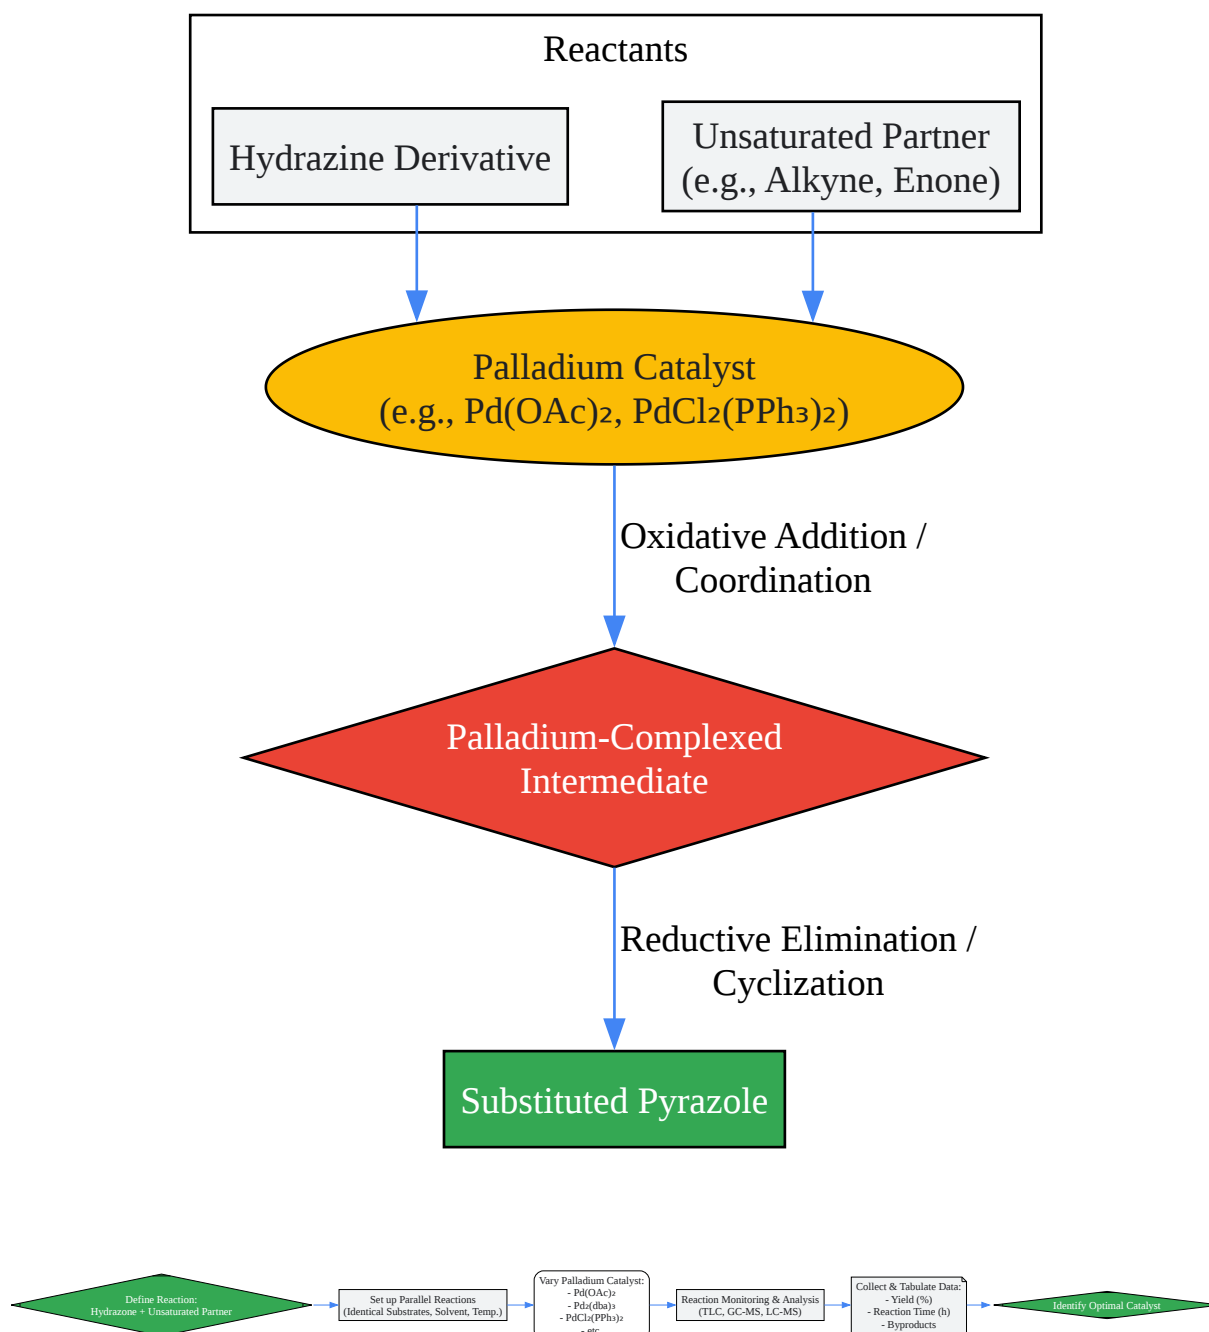 Reactants
Hydrazine Derivative
Unsaturated Partner
(e.g., Alkyne, Enone)
Palladium Catalyst
(e.g., Pd(OAc)₂, PdCl₂(PPh₃)₂)
Oxidative Addition /
Coordination
Palladium-Complexed
Intermediate
Reductive Elimination /
Cyclization
Substituted Pyrazole
Define Reaction:
Hydrazone + Unsaturated Partner
Set up Parallel Reactions
(Identical Substrates, Solvent, Temp.)
Vary Palladium Catalyst:
- Pd(OAc)₂
- Pd₂(dba)₃
- PdCl₂(PPh₃)₂
- etc.
Reaction Monitoring & Analysis
(TLC, GC-MS, LC-MS)
Collect & Tabulate Data:
- Yield (%)
- Reaction Time (h)
- Byproducts
Identify Optimal Catalyst